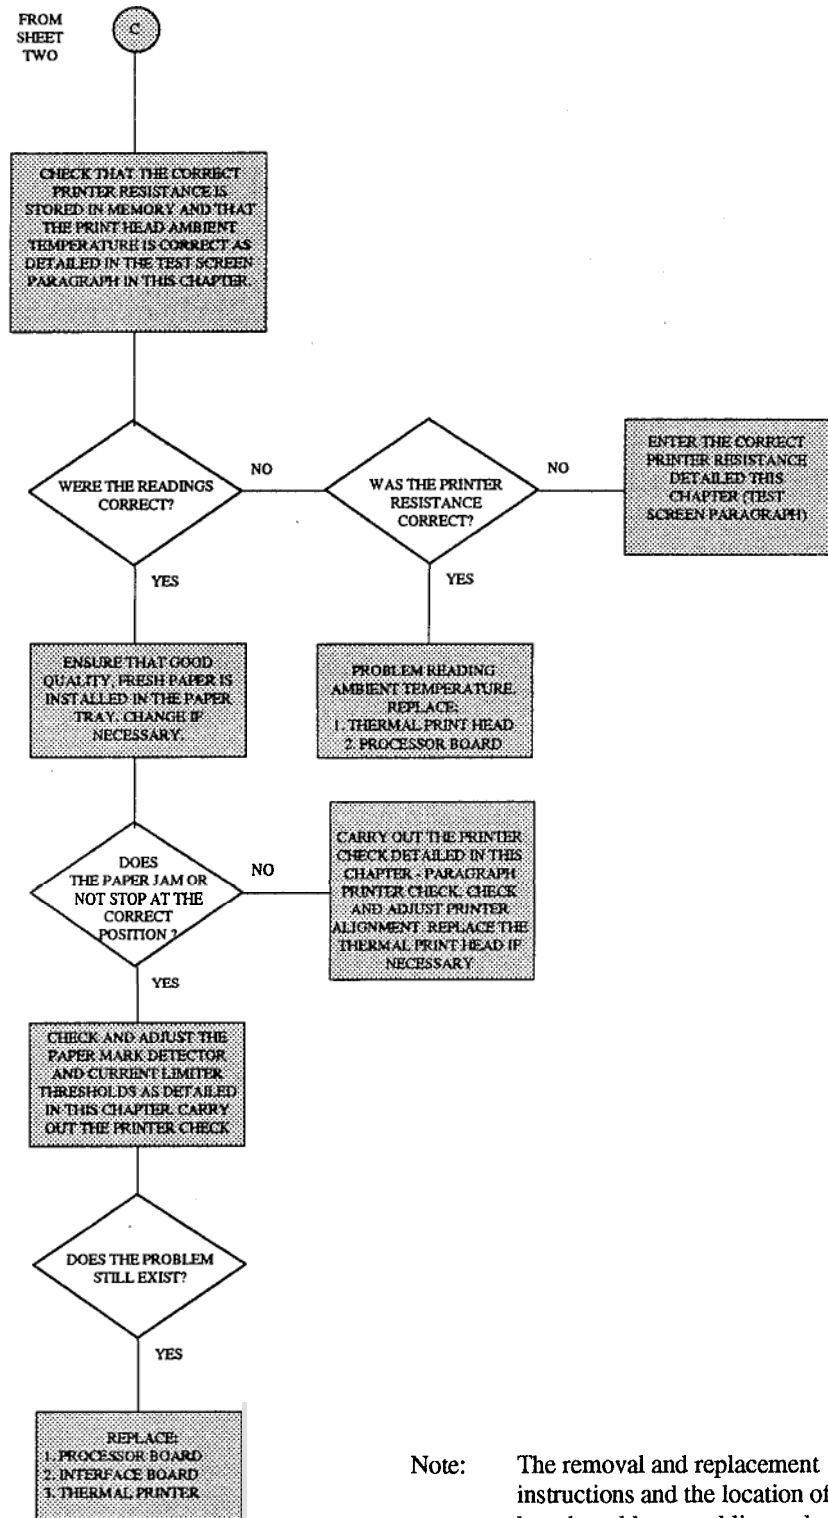 FROM
SHEET
TWO
C
CHECK THAT THE CORRECT
PRINTER RESISTANCE IS
STORED IN MEMORY AND THAT
THE PRINT HEAD AMBIENT
TEMPERATURE IS CORRECT AS
DETAILED IN THE TEST SCREEN
PARAGRAPH IN THIS CHAPTER.
WERE THE READINGS
CORRECT?
NO
WAS THE PRINTER
RESISTANCE
CORRECT?
NO
ENTER THE CORRECT
PRINTER RESISTANCE
DETAILED THIS
CHAPTER (TEST
SCREEN PARAGRAPH)
YES
YES
ENSURE THAT GOOD
QUALITY, FRESH PAPER IS
INSTALLED IN THE PAPER
TRAY. CHANGE IF
NECESSARY.
PROBLEM READING
AMBIENT TEMPERATURE.
REPLACE:
1. THERMAL PRINT HEAD
2. PROCESSOR BOARD
DOES
THE PAPER JAM OR
NOT STOP AT THE
CORRECT
POSITION ?
NO
CARRY OUT THE PRINTER
CHECK DETAILED IN THIS
CHAPTER - PARAGRAPH
PRINTER CHECK. CHECK
AND ADJUST PRINTER
ALIGNMENT. REPLACE THE
THERMAL PRINT HEAD IF
NECESSARY
YES
CHECK AND ADJUST THE
PAPER MARK DETECTOR
AND CURRENT LIMITER
THRESHOLDS AS DETAILED
IN THIS CHAPTER. CARRY
OUT THE PRINTER CHECK
DOES THE PROBLEM
STILL EXIST?
YES
REPLACE:
1. PROCESSOR BOARD
2. INTERFACE BOARD
3. THERMAL PRINTER
Note: The removal and replacement
instructions and the location of